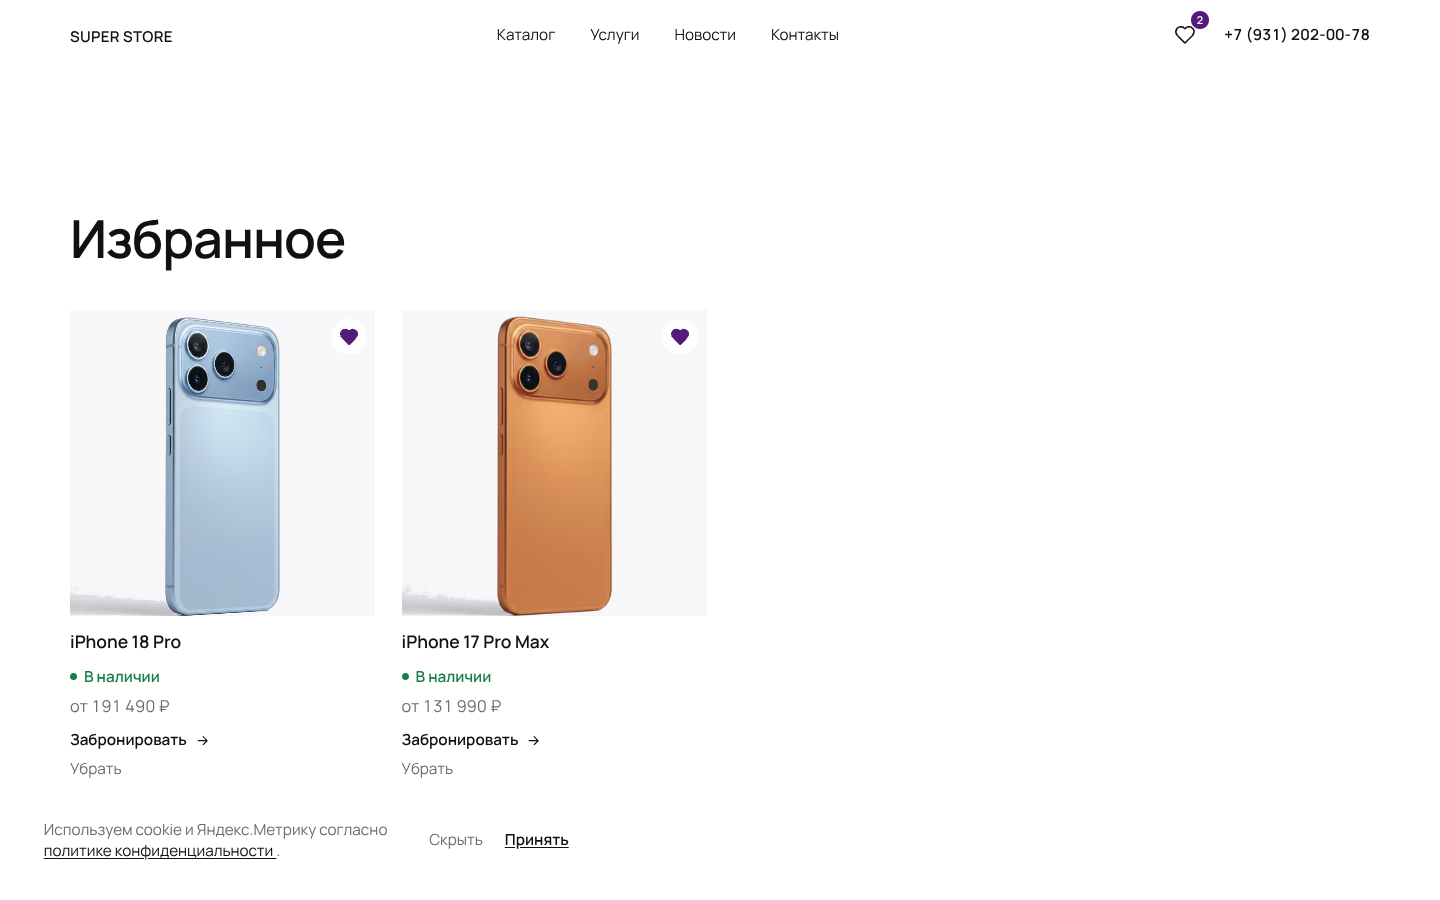 SUPER STORE
Каталог Услуги Новости Контакты
2
+7 (931) 202-00-78
Избранное
iPhone 18 Pro
В наличии
от 191 490 ₽
Забронировать →
Убрать
iPhone 17 Pro Max
В наличии
от 131 990 ₽
Забронировать →
Убрать
Используем cookie и Яндекс.Метрику согласно
политике конфиденциальности .
Скрыть Принять